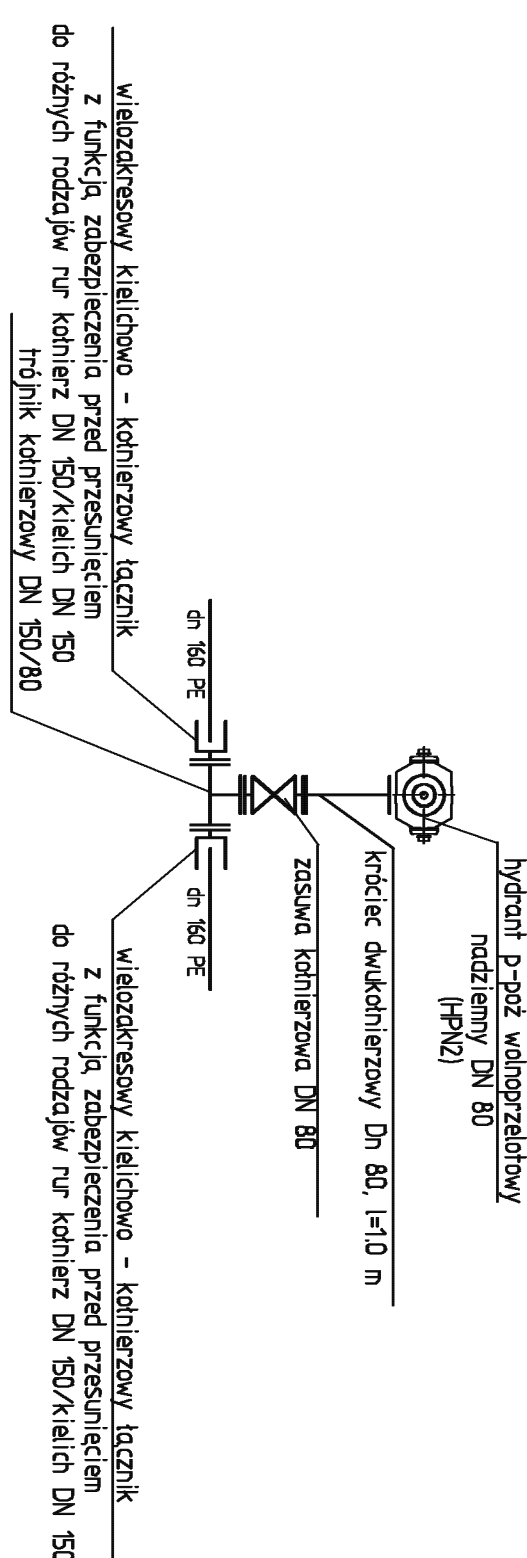 hydrant p-poż wolnoprzelotowy
nadziemny DN 80
(HPN2)
króciec dwukołnierzowy Dn 80, l=1,0 m
zasuwa kołnierzowa DN 80
dn 160 PE
dn 160 PE
wielozakresowy kielichowo - kołnierzowy łącznik
z funkcją zabezpieczenia przed przesunięciem
do różnych rodzajów rur kołnierz DN 150/kielich DN 150
trójnik kołnierzowy DN 150/80
wielozakresowy kielichowo - kołnierzowy łącznik
z funkcją zabezpieczenia przed przesunięciem
do różnych rodzajów rur kołnierz DN 150/kielich DN 150